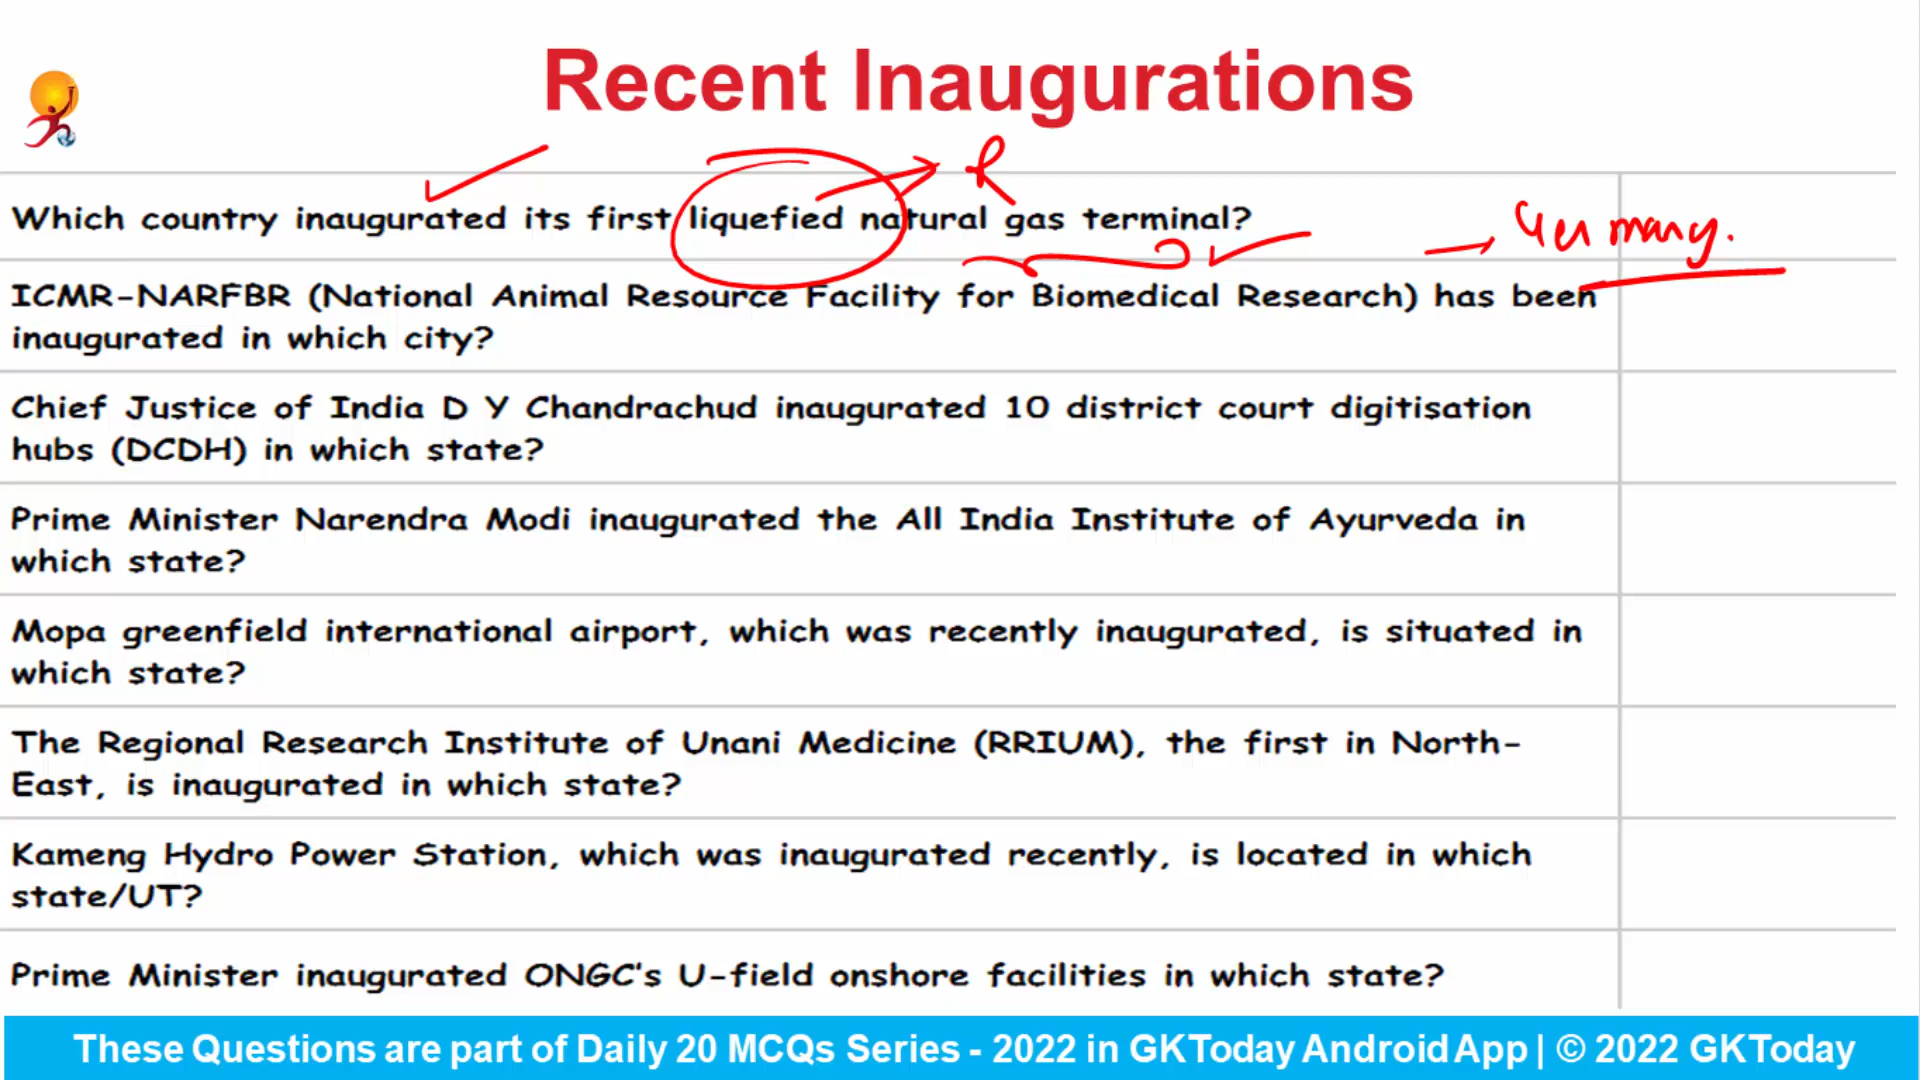 Recent Inaugurations
R
Which country inaugurated its first liquefied natural gas terminal?
Germany.
ICMR-NARFBR (National Animal Resource Facility for Biomedical Research) has been
inaugurated in which city?
Chief Justice of India D Y Chandrachud inaugurated 10 district court digitisation
hubs (DCDH) in which state?
Prime Minister Narendra Modi inaugurated the All India Institute of Ayurveda in
which state?
Mopa greenfield international airport, which was recently inaugurated, is situated in
which state?
The Regional Research Institute of Unani Medicine (RRIUM), the first in North-
East, is inaugurated in which state?
Kameng Hydro Power Station, which was inaugurated recently, is located in which
state/UT?
Prime Minister inaugurated ONGC's U-field onshore facilities in which state?
These Questions are part of Daily 20 MCQs Series - 2022 in GKToday Android App | © 2022 GKToday